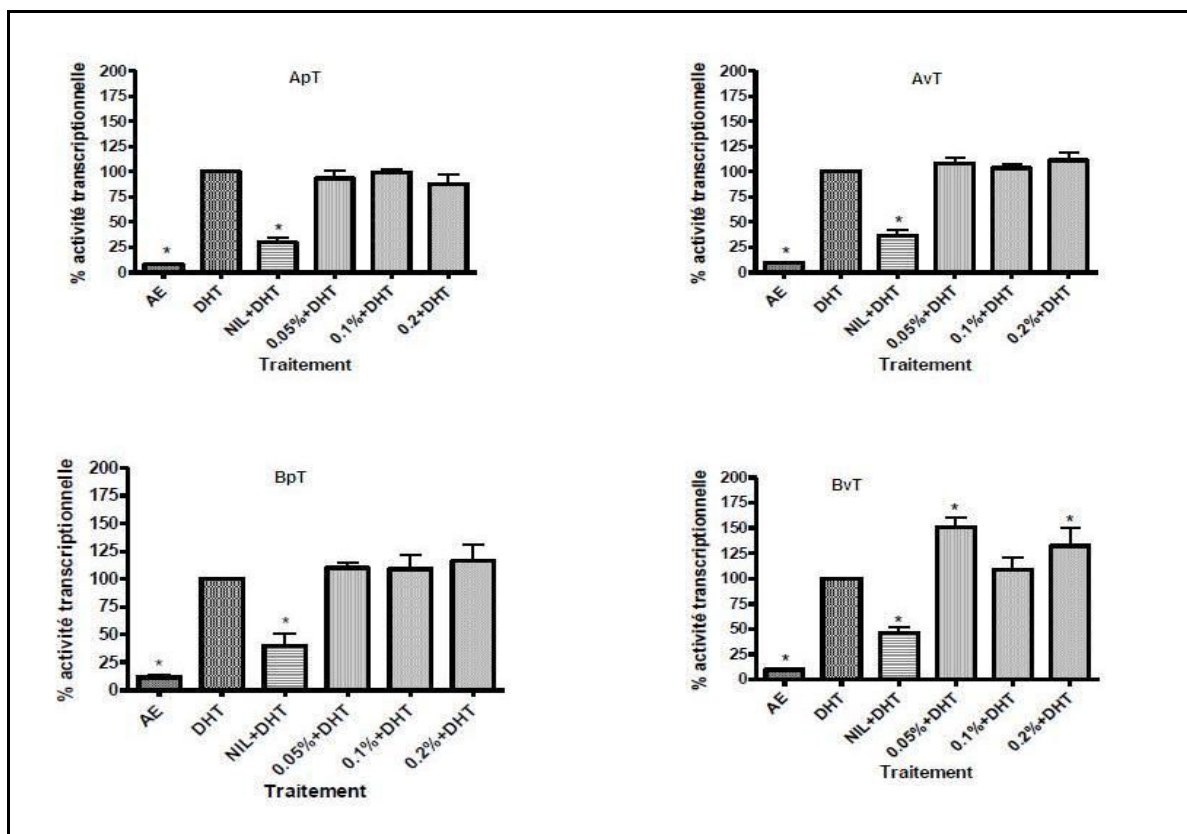 ApT
% activité transcriptionnelle
200
175
150
125
100
75
50
25
0
*
*
AE
DHT
NIL+DHT
0.05%+DHT
0.1%+DHT
0.2+DHT
Traitement
AvT
% activité transcriptionnelle
200
175
150
125
100
75
50
25
0
*
*
AE
DHT
NIL+DHT
0.05%+DHT
0.1%+DHT
0.2%+DHT
Traitement
BpT
% activité transcriptionnelle
200
175
150
125
100
75
50
25
0
*
*
AE
DHT
NIL+DHT
0.05%+DHT
0.1%+DHT
0.2%+DHT
Traitement
BvT
% activité transcriptionnelle
200
175
150
125
100
75
50
25
0
*
*
*
*
AE
DHT
NIL+DHT
0.05%+DHT
0.1%+DHT
0.2%+DHT
Traitement